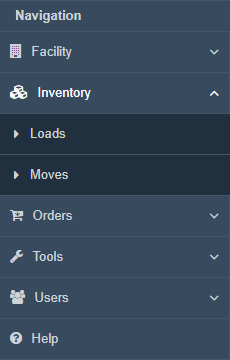 Navigation
Facility
Inventory
Loads
Moves
Orders
Tools
Users
Help